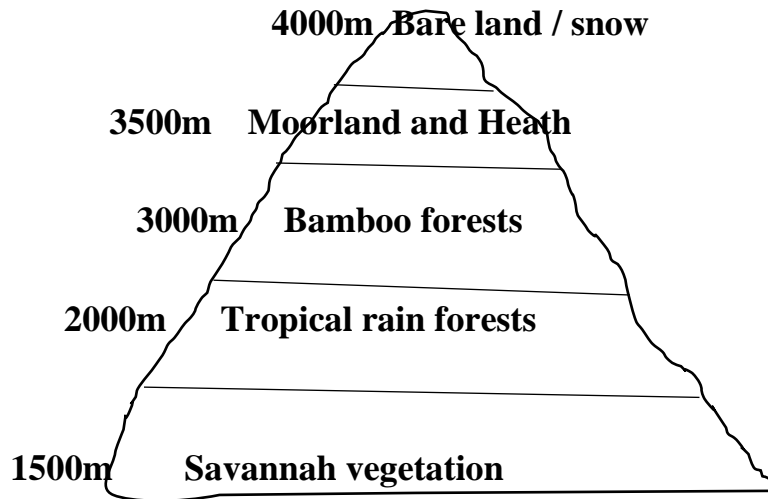 4000m Bare land / snow
3500m Moorland and Heath
3000m Bamboo forests
2000m Tropical rain forests
1500m Savannah vegetation